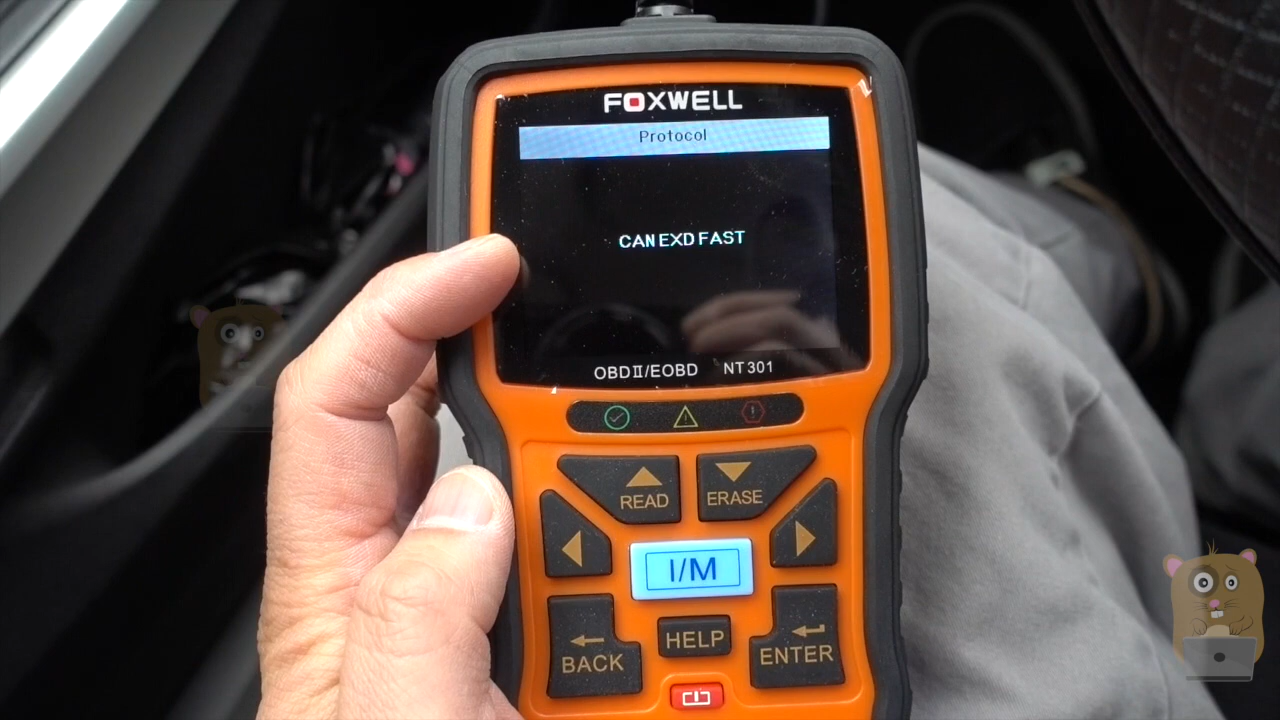 FOXWELL
Protocol
CAN EXD FAST
OBDII/EOBD NT301
READ ERASE
I/M
BACK HELP ENTER